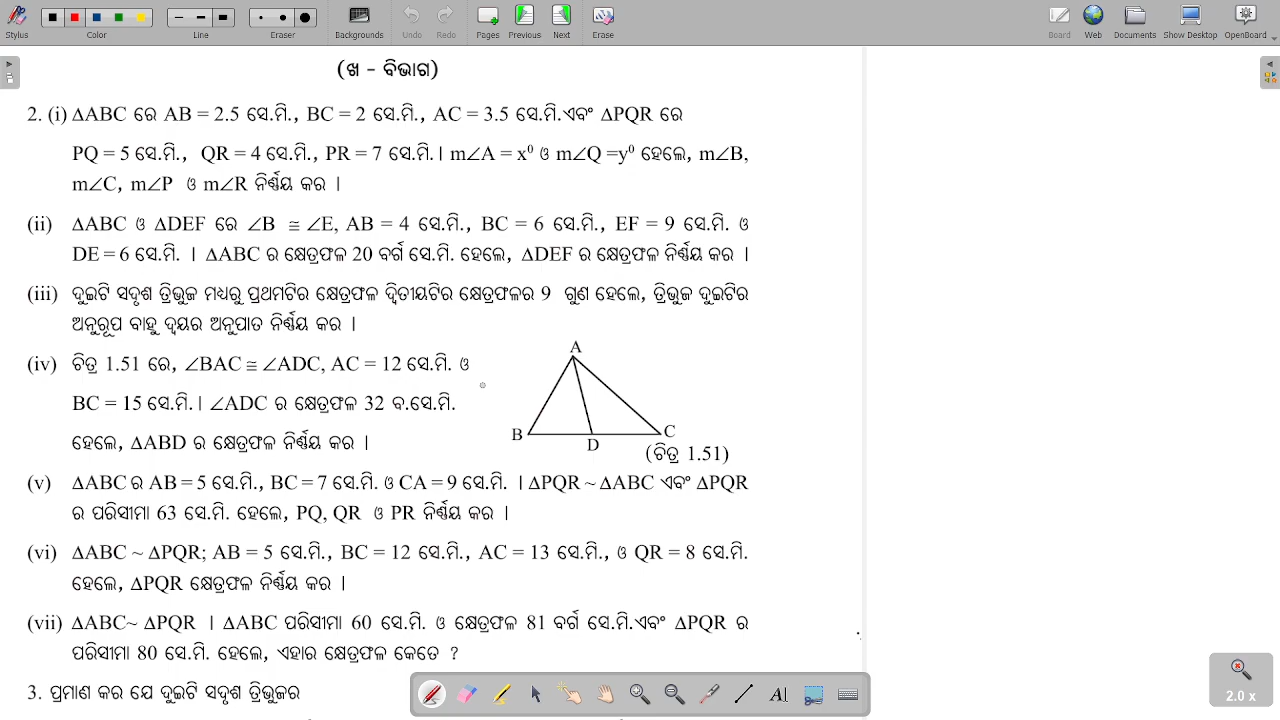 Stylus
Color
Line
Eraser
Backgrounds
Undo
Redo
Pages
Previous
Next
Erase
Board
Web
Documents
Show Desktop
OpenBoard
(ଖ - ବିଭାଗ)
2. (i) ΔABC ରେ AB = 2.5 ସେ.ମି., BC = 2 ସେ.ମି., AC = 3.5 ସେ.ମି.ଏବଂ ΔPQR ରେ
PQ = 5 ସେ.ମି., QR = 4 ସେ.ମି., PR = 7 ସେ.ମି.। m∠A = x⁰ ଓ m∠Q =y⁰ ହେଲେ, m∠B,
m∠C, m∠P ଓ m∠R ନିର୍ଣ୍ଣୟ କର ।
(ii) ΔABC ଓ ΔDEF ରେ ∠B ≅ ∠E, AB = 4 ସେ.ମି., BC = 6 ସେ.ମି., EF = 9 ସେ.ମି. ଓ
DE = 6 ସେ.ମି. । ΔABC ର କ୍ଷେତ୍ରଫଳ 20 ବର୍ଗ ସେ.ମି. ହେଲେ, ΔDEF ର କ୍ଷେତ୍ରଫଳ ନିର୍ଣ୍ଣୟ କର ।
(iii) ଦୁଇଟି ସଦୃଶ ତ୍ରିଭୁଜ ମଧ୍ୟରୁ ପ୍ରଥମଟିର କ୍ଷେତ୍ରଫଳ ଦ୍ୱିତୀୟଟିର କ୍ଷେତ୍ରଫଳର 9 ଗୁଣ ହେଲେ, ତ୍ରିଭୁଜ ଦୁଇଟିର
ଅନୁରୂପ ବାହୁ ଦ୍ୱୟର ଅନୁପାତ ନିର୍ଣ୍ଣୟ କର ।
(iv) ଚିତ୍ର 1.51 ରେ, ∠BAC ≅ ∠ADC, AC = 12 ସେ.ମି. ଓ
BC = 15 ସେ.ମି.। ∠ADC ର କ୍ଷେତ୍ରଫଳ 32 ବ.ସେ.ମି.
ହେଲେ, ΔABD ର କ୍ଷେତ୍ରଫଳ ନିର୍ଣ୍ଣୟ କର ।
A
B
D
C
(ଚିତ୍ର 1.51)
(v) ΔABC ର AB = 5 ସେ.ମି., BC = 7 ସେ.ମି. ଓ CA = 9 ସେ.ମି. । ΔPQR ~ ΔABC ଏବଂ ΔPQR
ର ପରିସୀମା 63 ସେ.ମି. ହେଲେ, PQ, QR ଓ PR ନିର୍ଣ୍ଣୟ କର ।
(vi) ΔABC ~ ΔPQR; AB = 5 ସେ.ମି., BC = 12 ସେ.ମି., AC = 13 ସେ.ମି., ଓ QR = 8 ସେ.ମି.
ହେଲେ, ΔPQR କ୍ଷେତ୍ରଫଳ ନିର୍ଣ୍ଣୟ କର ।
(vii) ΔABC~ ΔPQR । ΔABC ପରିସୀମା 60 ସେ.ମି. ଓ କ୍ଷେତ୍ରଫଳ 81 ବର୍ଗ ସେ.ମି.ଏବଂ ΔPQR ର
ପରିସୀମା 80 ସେ.ମି. ହେଲେ, ଏହାର କ୍ଷେତ୍ରଫଳ କେତେ ?
3. ପ୍ରମାଣ କର ଯେ ଦୁଇଟି ସଦୃଶ ତ୍ରିଭୁଜର
2.0 x